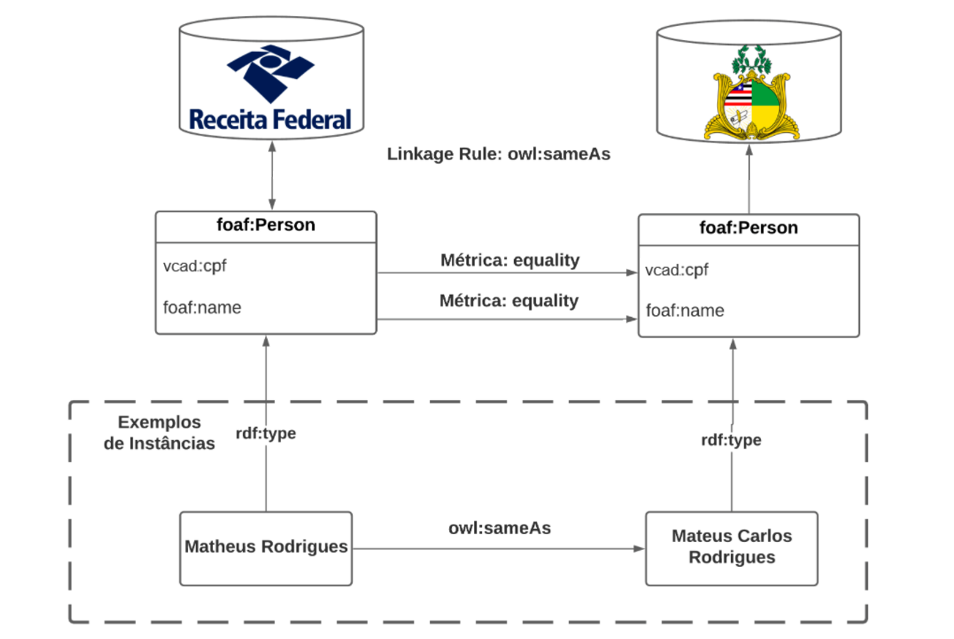 Receita Federal
Linkage Rule: owl:sameAs
foaf:Person
vcad:cpf
foaf:name
Métrica: equality
Métrica: equality
foaf:Person
vcad:cpf
foaf:name
Exemplos
de Instâncias
rdf:type
rdf:type
Matheus Rodrigues
owl:sameAs
Mateus Carlos
Rodrigues